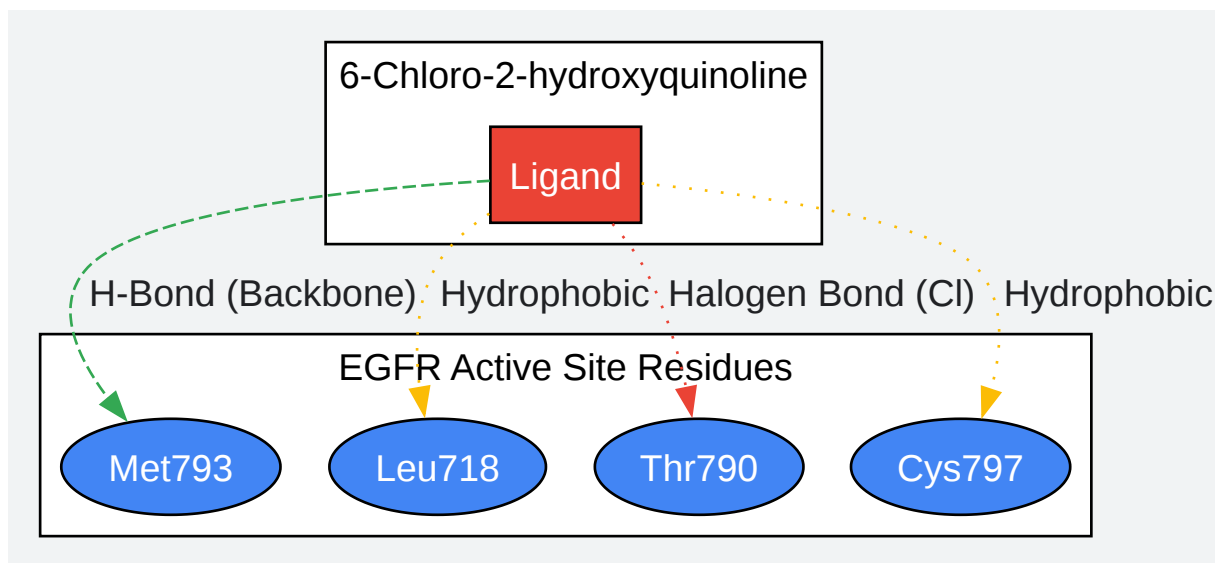 6-Chloro-2-hydroxyquinoline
Ligand
H-Bond (Backbone) Hydrophobic Halogen Bond (Cl) Hydrophobic
EGFR Active Site Residues
Met793 Leu718 Thr790 Cys797